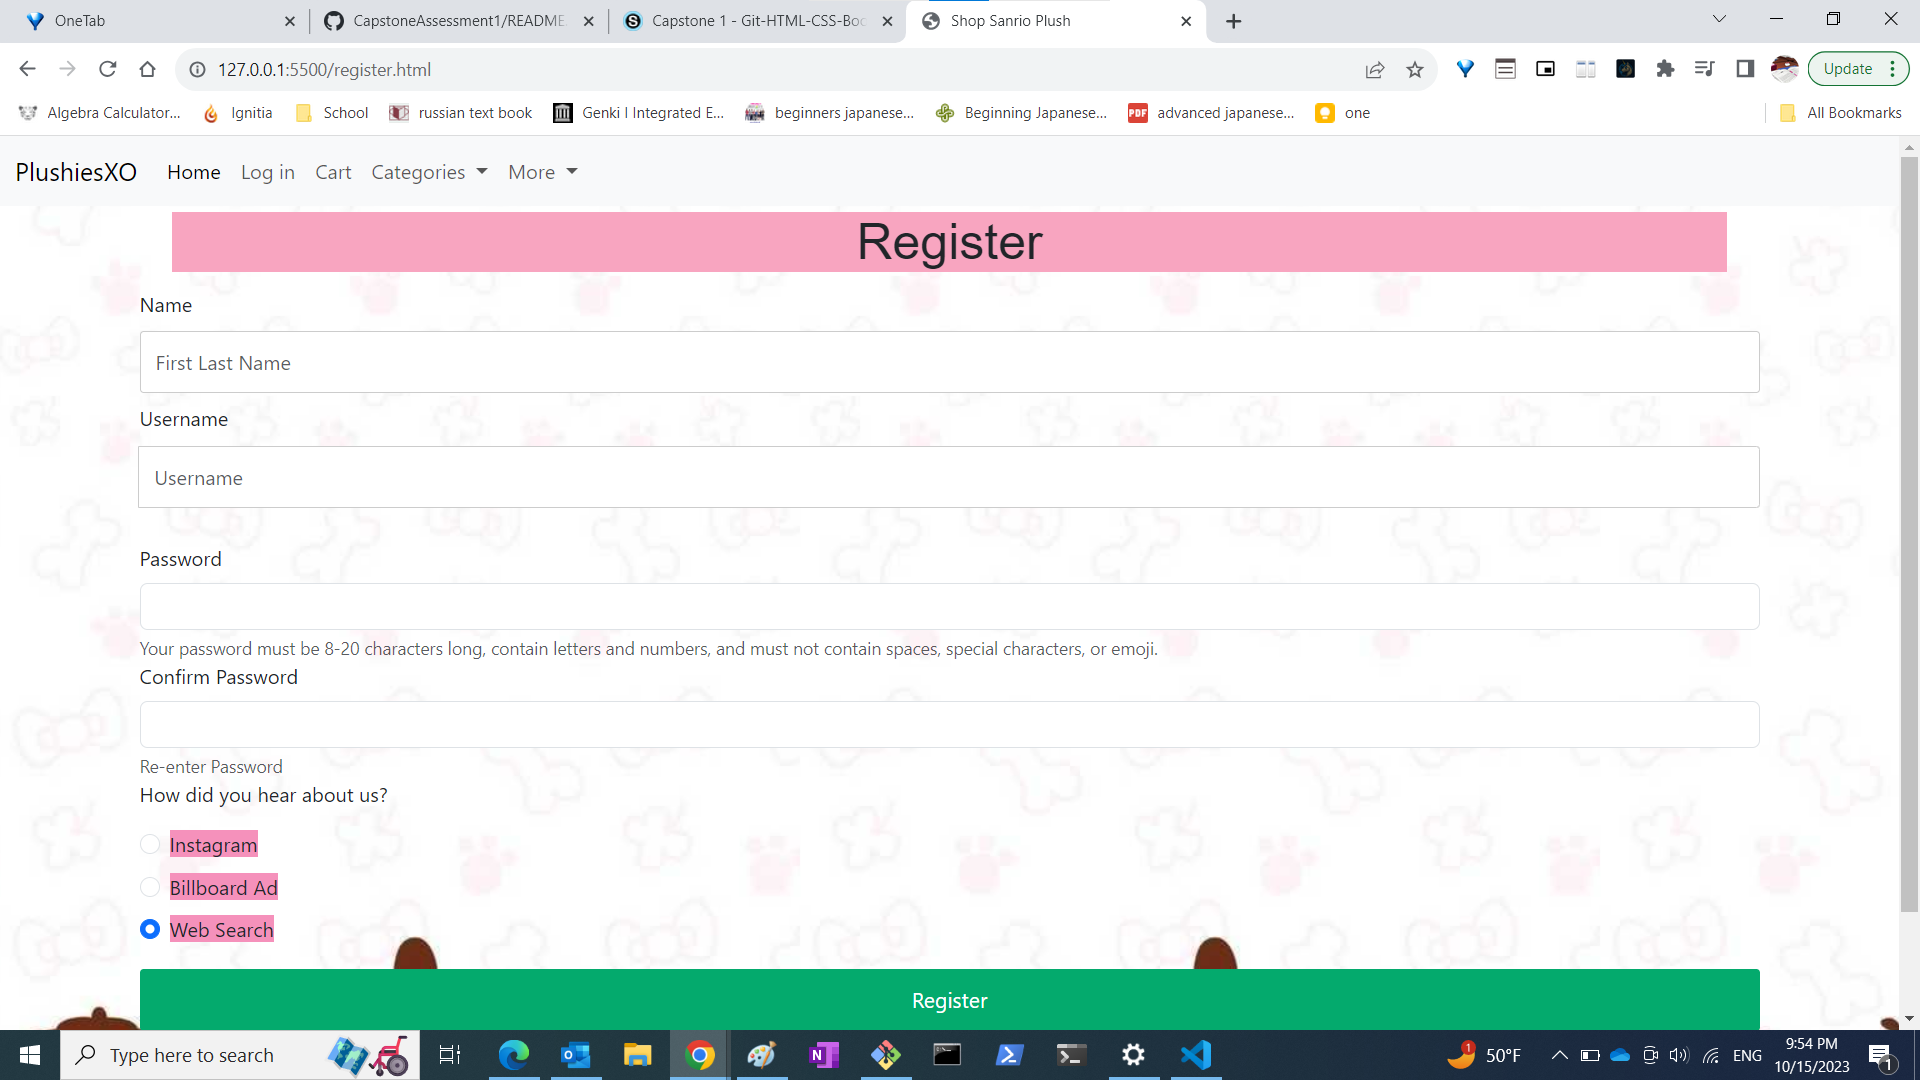 OneTab
CapstoneAssessment1/README.
Capstone 1 - Git-HTML-CSS-Boo
Shop Sanrio Plush
127.0.0.1:5500/register.html
Update
Algebra Calculator...
Ignitia
School
russian text book
Genki I Integrated E...
beginners japanese...
Beginning Japanese...
PDF
advanced japanese...
one
All Bookmarks
PlushiesXO
Home
Log in
Cart
Categories
More
Register
Name
First Last Name
Username
Username
Password
Your password must be 8-20 characters long, contain letters and numbers, and must not contain spaces, special characters, or emoji.
Confirm Password
Re-enter Password
How did you hear about us?
Instagram
Billboard Ad
Web Search
Register
Type here to search
N
1
50°F
ENG
9:54 PM
10/15/2023
1